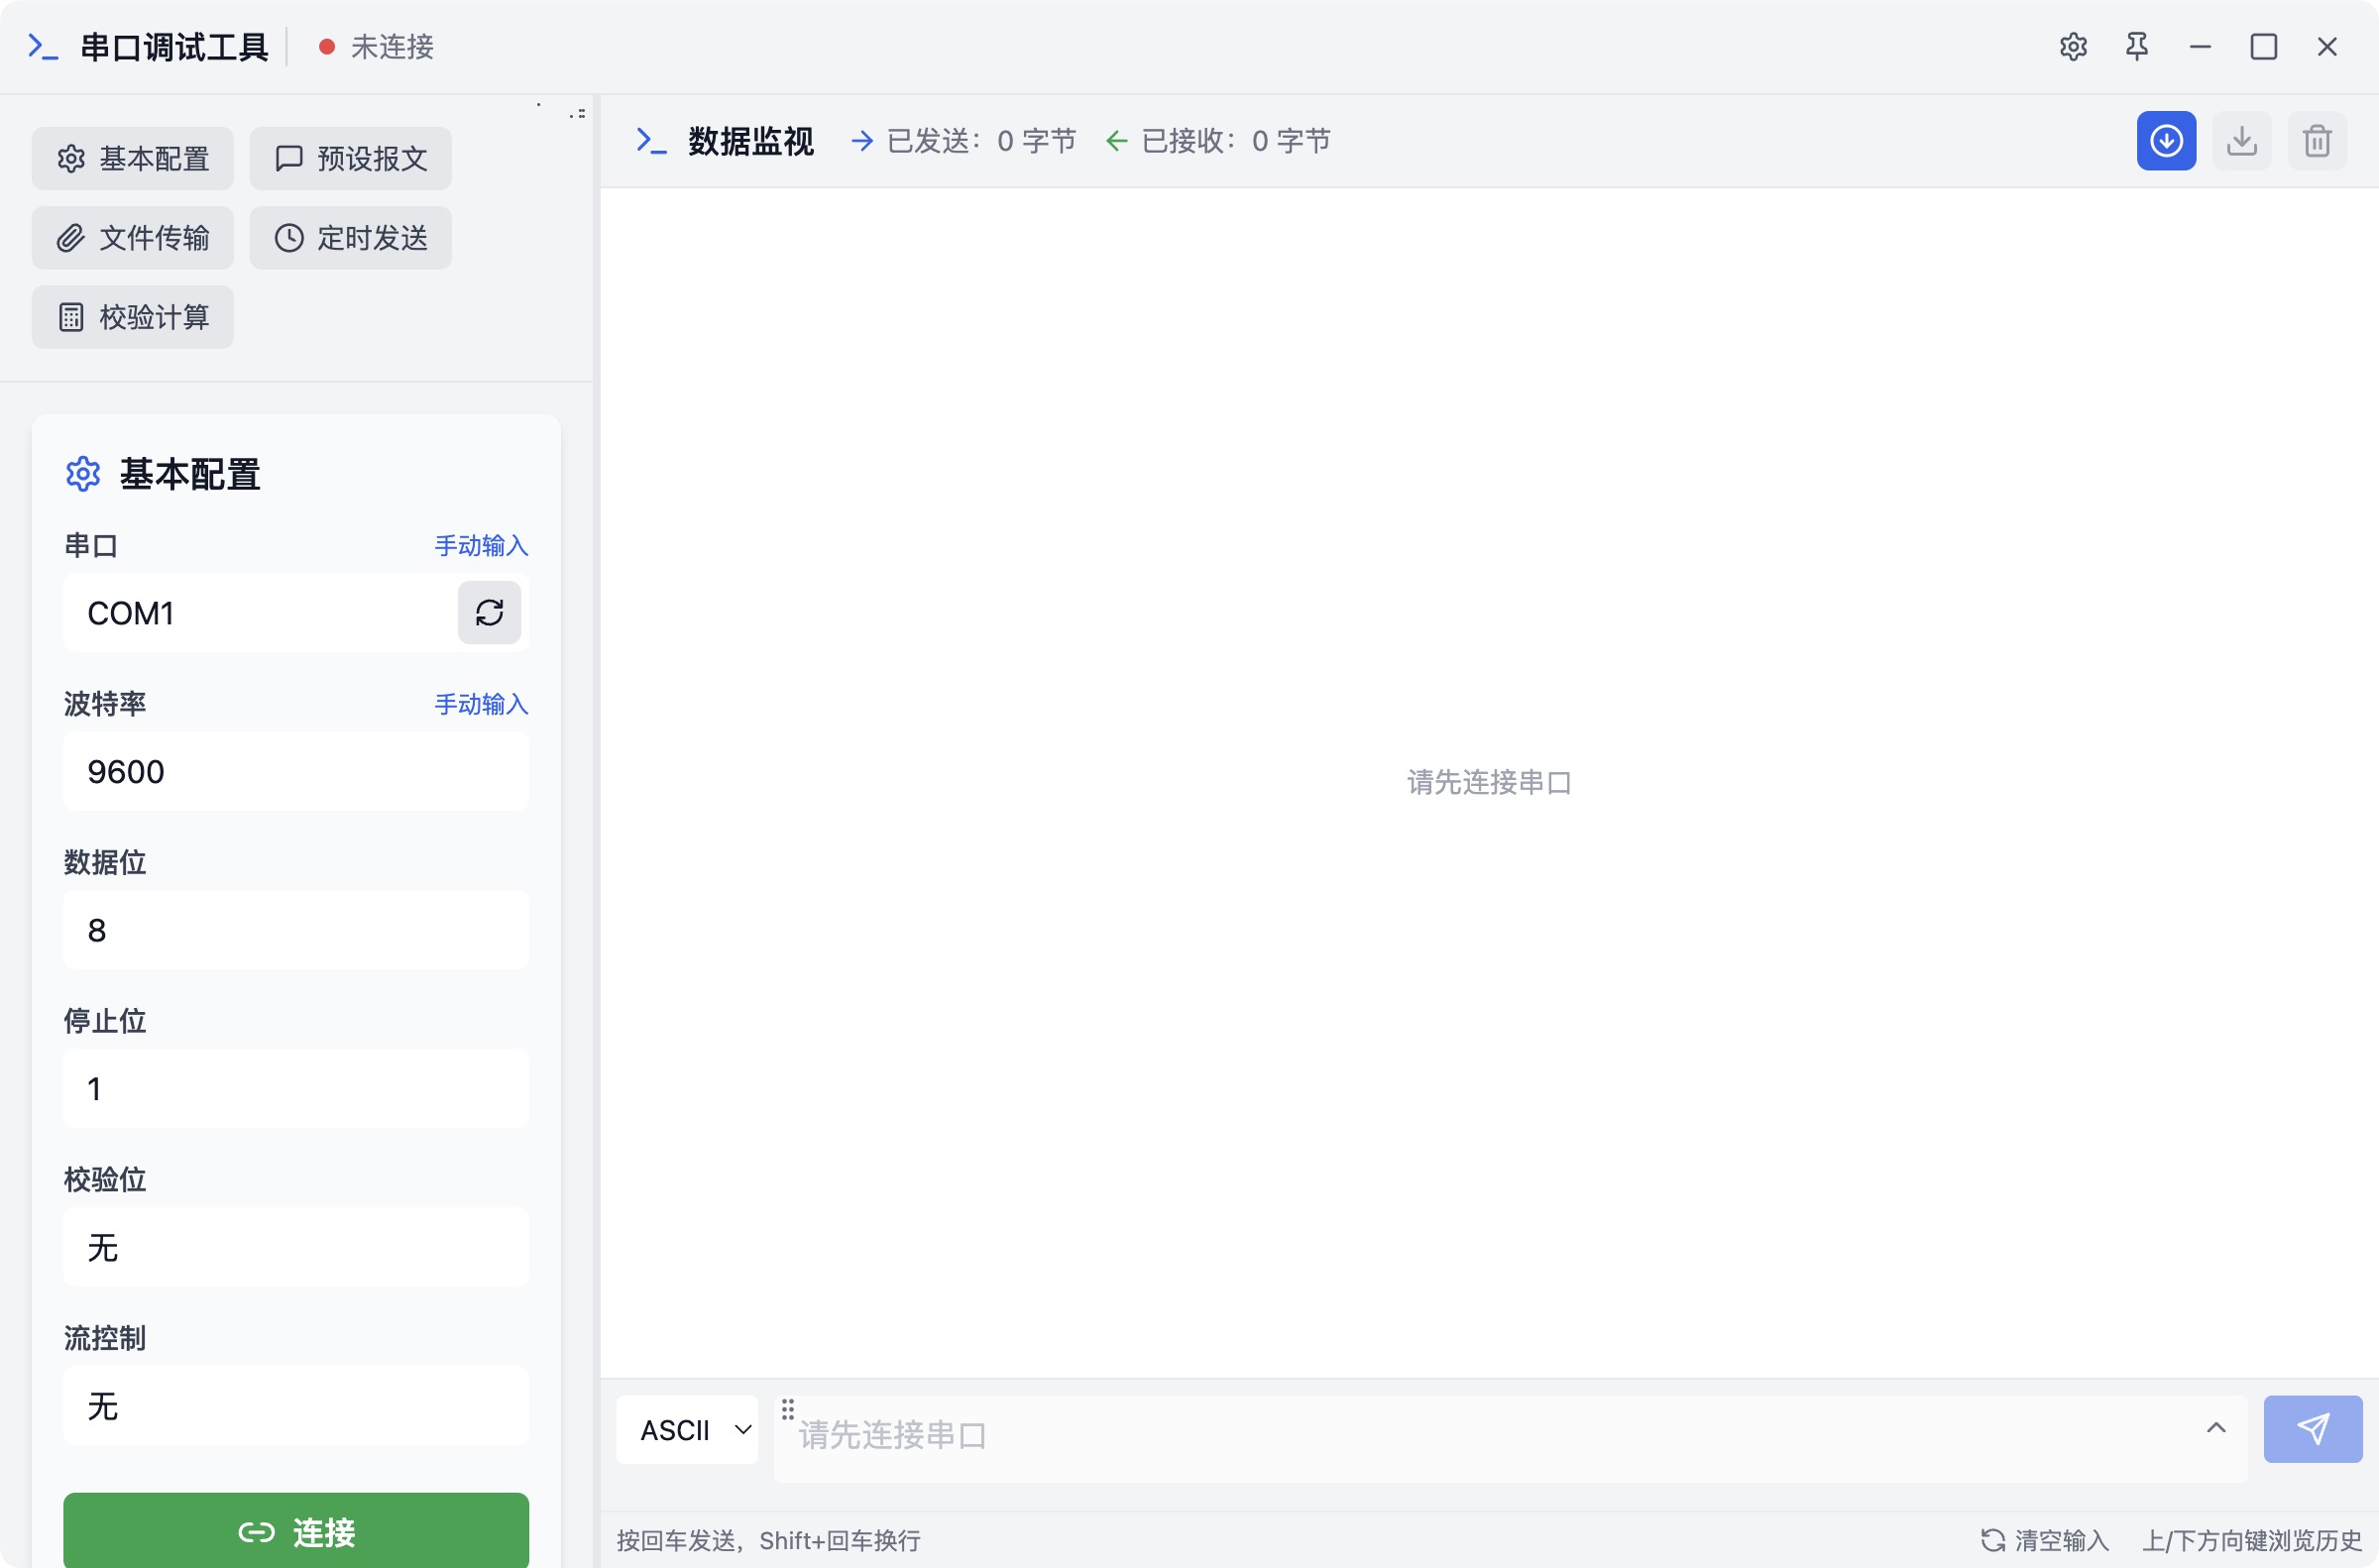 串口调试工具 未连接
基本配置 预设报文
文件传输 定时发送
校验计算
基本配置
串口 手动输入
COM1
波特率 手动输入
9600
数据位
8
停止位
1
校验位
无
流控制
无
连接
数据监视 已发送：0 字节 已接收：0 字节
请先连接串口
ASCII 请先连接串口
按回车发送，Shift+回车换行 清空输入 上/下方向键浏览历史